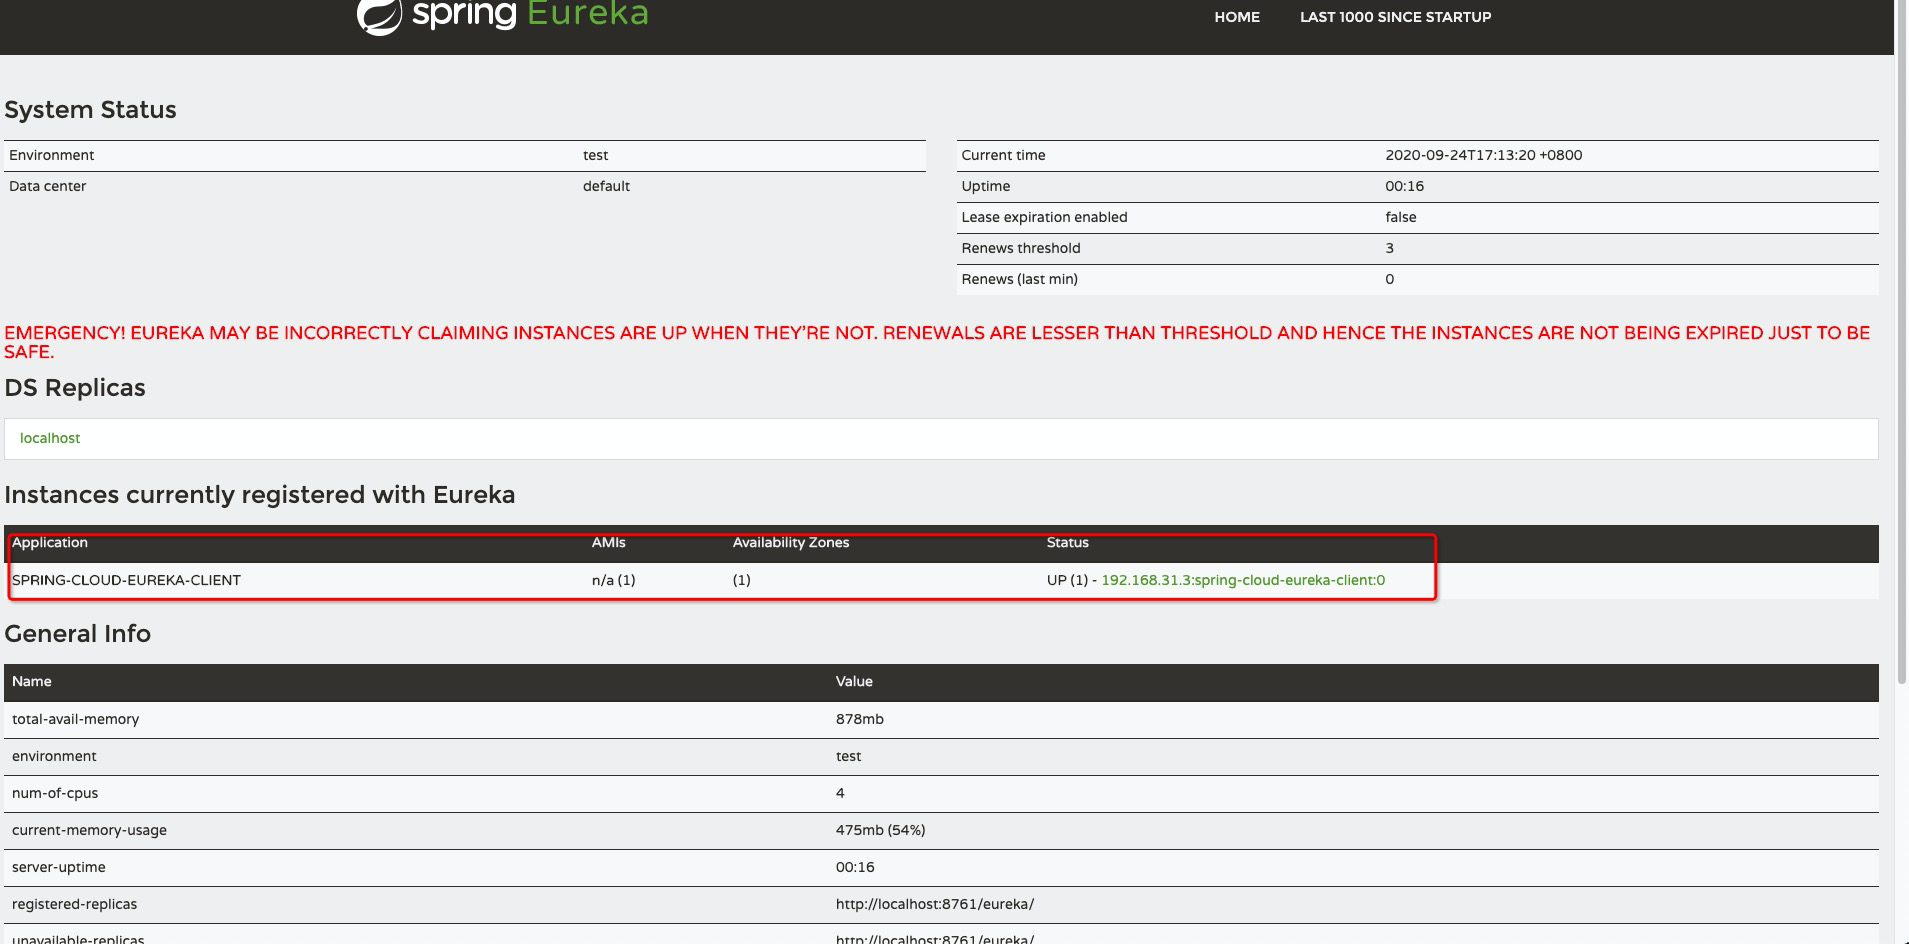 spring Eureka
HOME LAST 1000 SINCE STARTUP
System Status
Environment test
Data center default
Current time 2020-09-24T17:13:20 +0800
Uptime 00:16
Lease expiration enabled false
Renews threshold 3
Renews (last min) 0
EMERGENCY! EUREKA MAY BE INCORRECTLY CLAIMING INSTANCES ARE UP WHEN THEY'RE NOT. RENEWALS ARE LESSER THAN THRESHOLD AND HENCE THE INSTANCES ARE NOT BEING EXPIRED JUST TO BE
SAFE.
DS Replicas
localhost
Instances currently registered with Eureka
Application AMIs Availability Zones Status
SPRING-CLOUD-EUREKA-CLIENT n/a (1) (1) UP (1) - 192.168.31.3:spring-cloud-eureka-client:0
General Info
Name Value
total-avail-memory 878mb
environment test
num-of-cpus 4
current-memory-usage 475mb (54%)
server-uptime 00:16
registered-replicas http://localhost:8761/eureka/
unavailable-replicas http://localhost:8761/eureka/